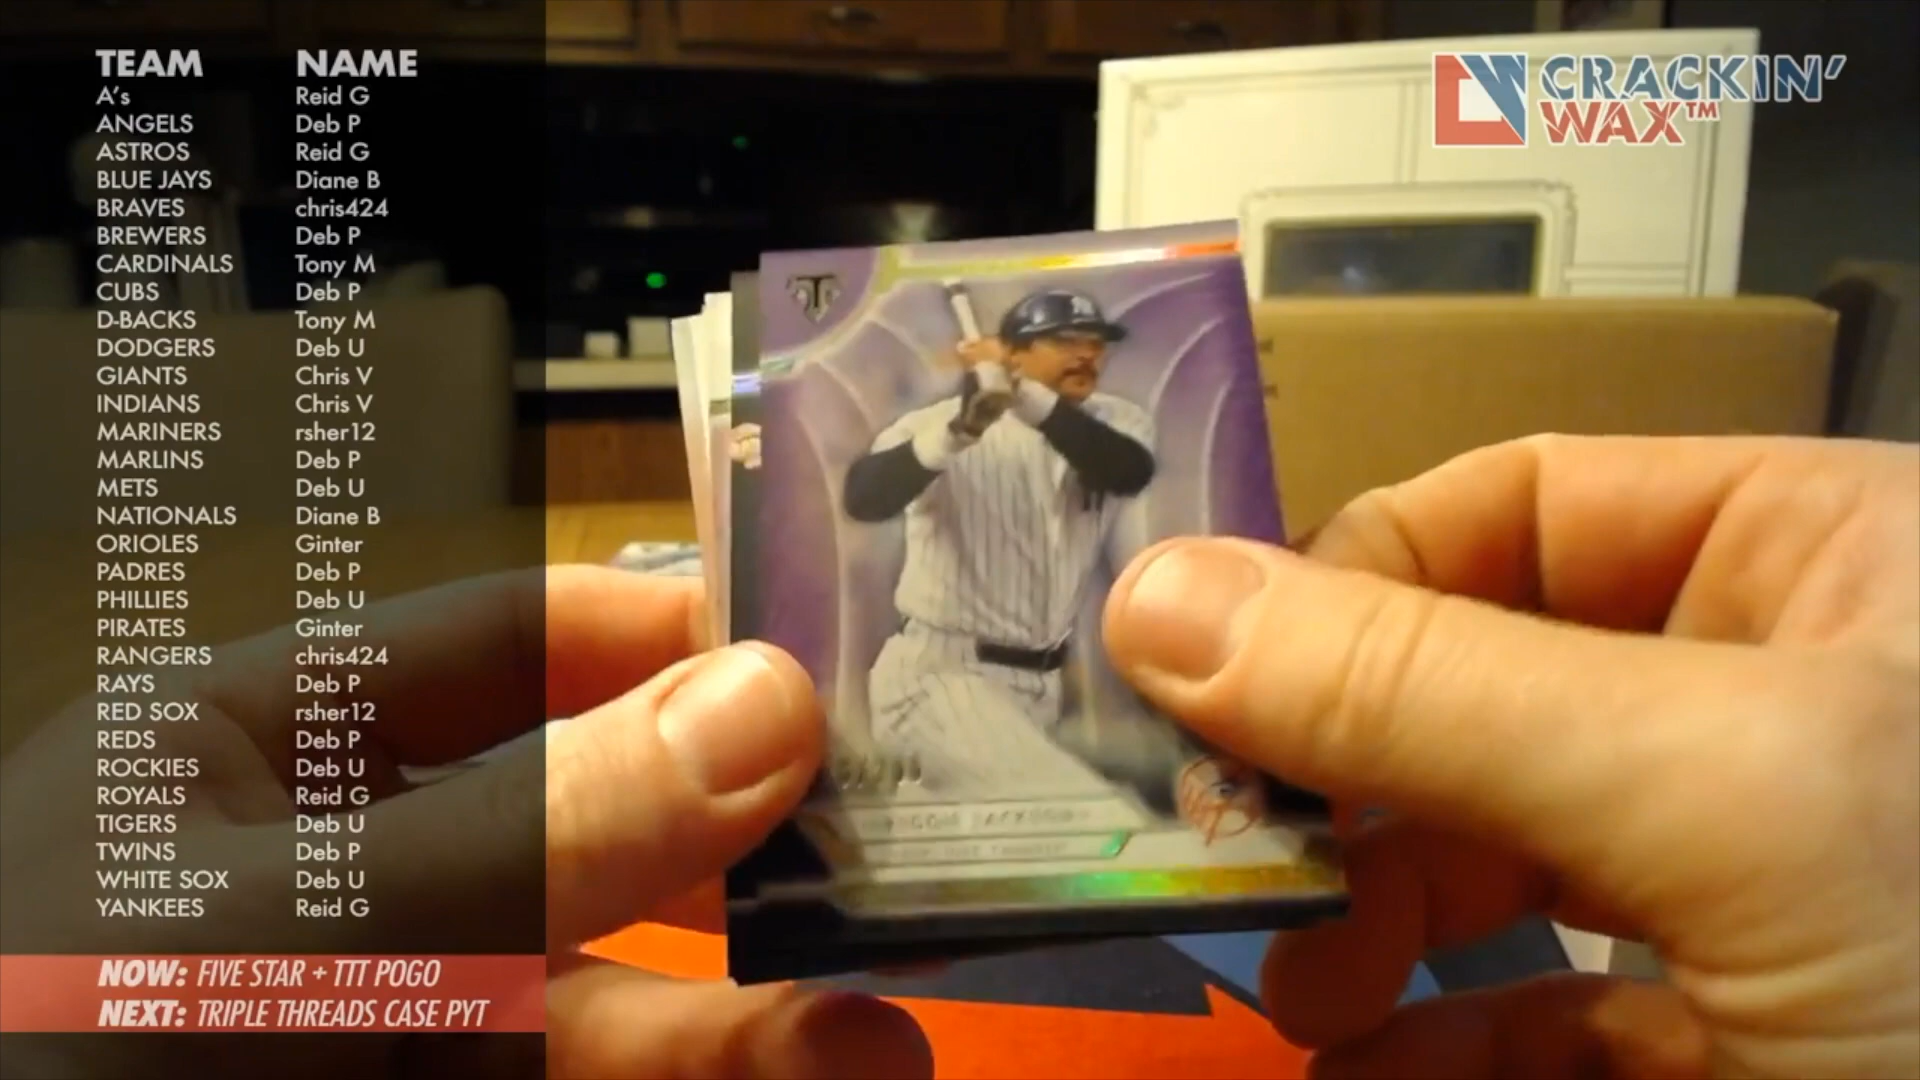 TEAM NAME
A's Reid G
ANGELS Deb P
ASTROS Reid G
BLUE JAYS Diane B
BRAVES chris424
BREWERS Deb P
CARDINALS Tony M
CUBS Deb P
D-BACKS Tony M
DODGERS Deb U
GIANTS Chris V
INDIANS Chris V
MARINERS rsher12
MARLINS Deb P
METS Deb U
NATIONALS Diane B
ORIOLES Ginter
PADRES Deb P
PHILLIES Deb U
PIRATES Ginter
RANGERS chris424
RAYS Deb P
RED SOX rsher12
REDS Deb P
ROCKIES Deb U
ROYALS Reid G
TIGERS Deb U
TWINS Deb P
WHITE SOX Deb U
YANKEES Reid G
NOW: FIVE STAR + TTT POGO
NEXT: TRIPLE THREADS CASE PYT
CRACKIN'
WAX™